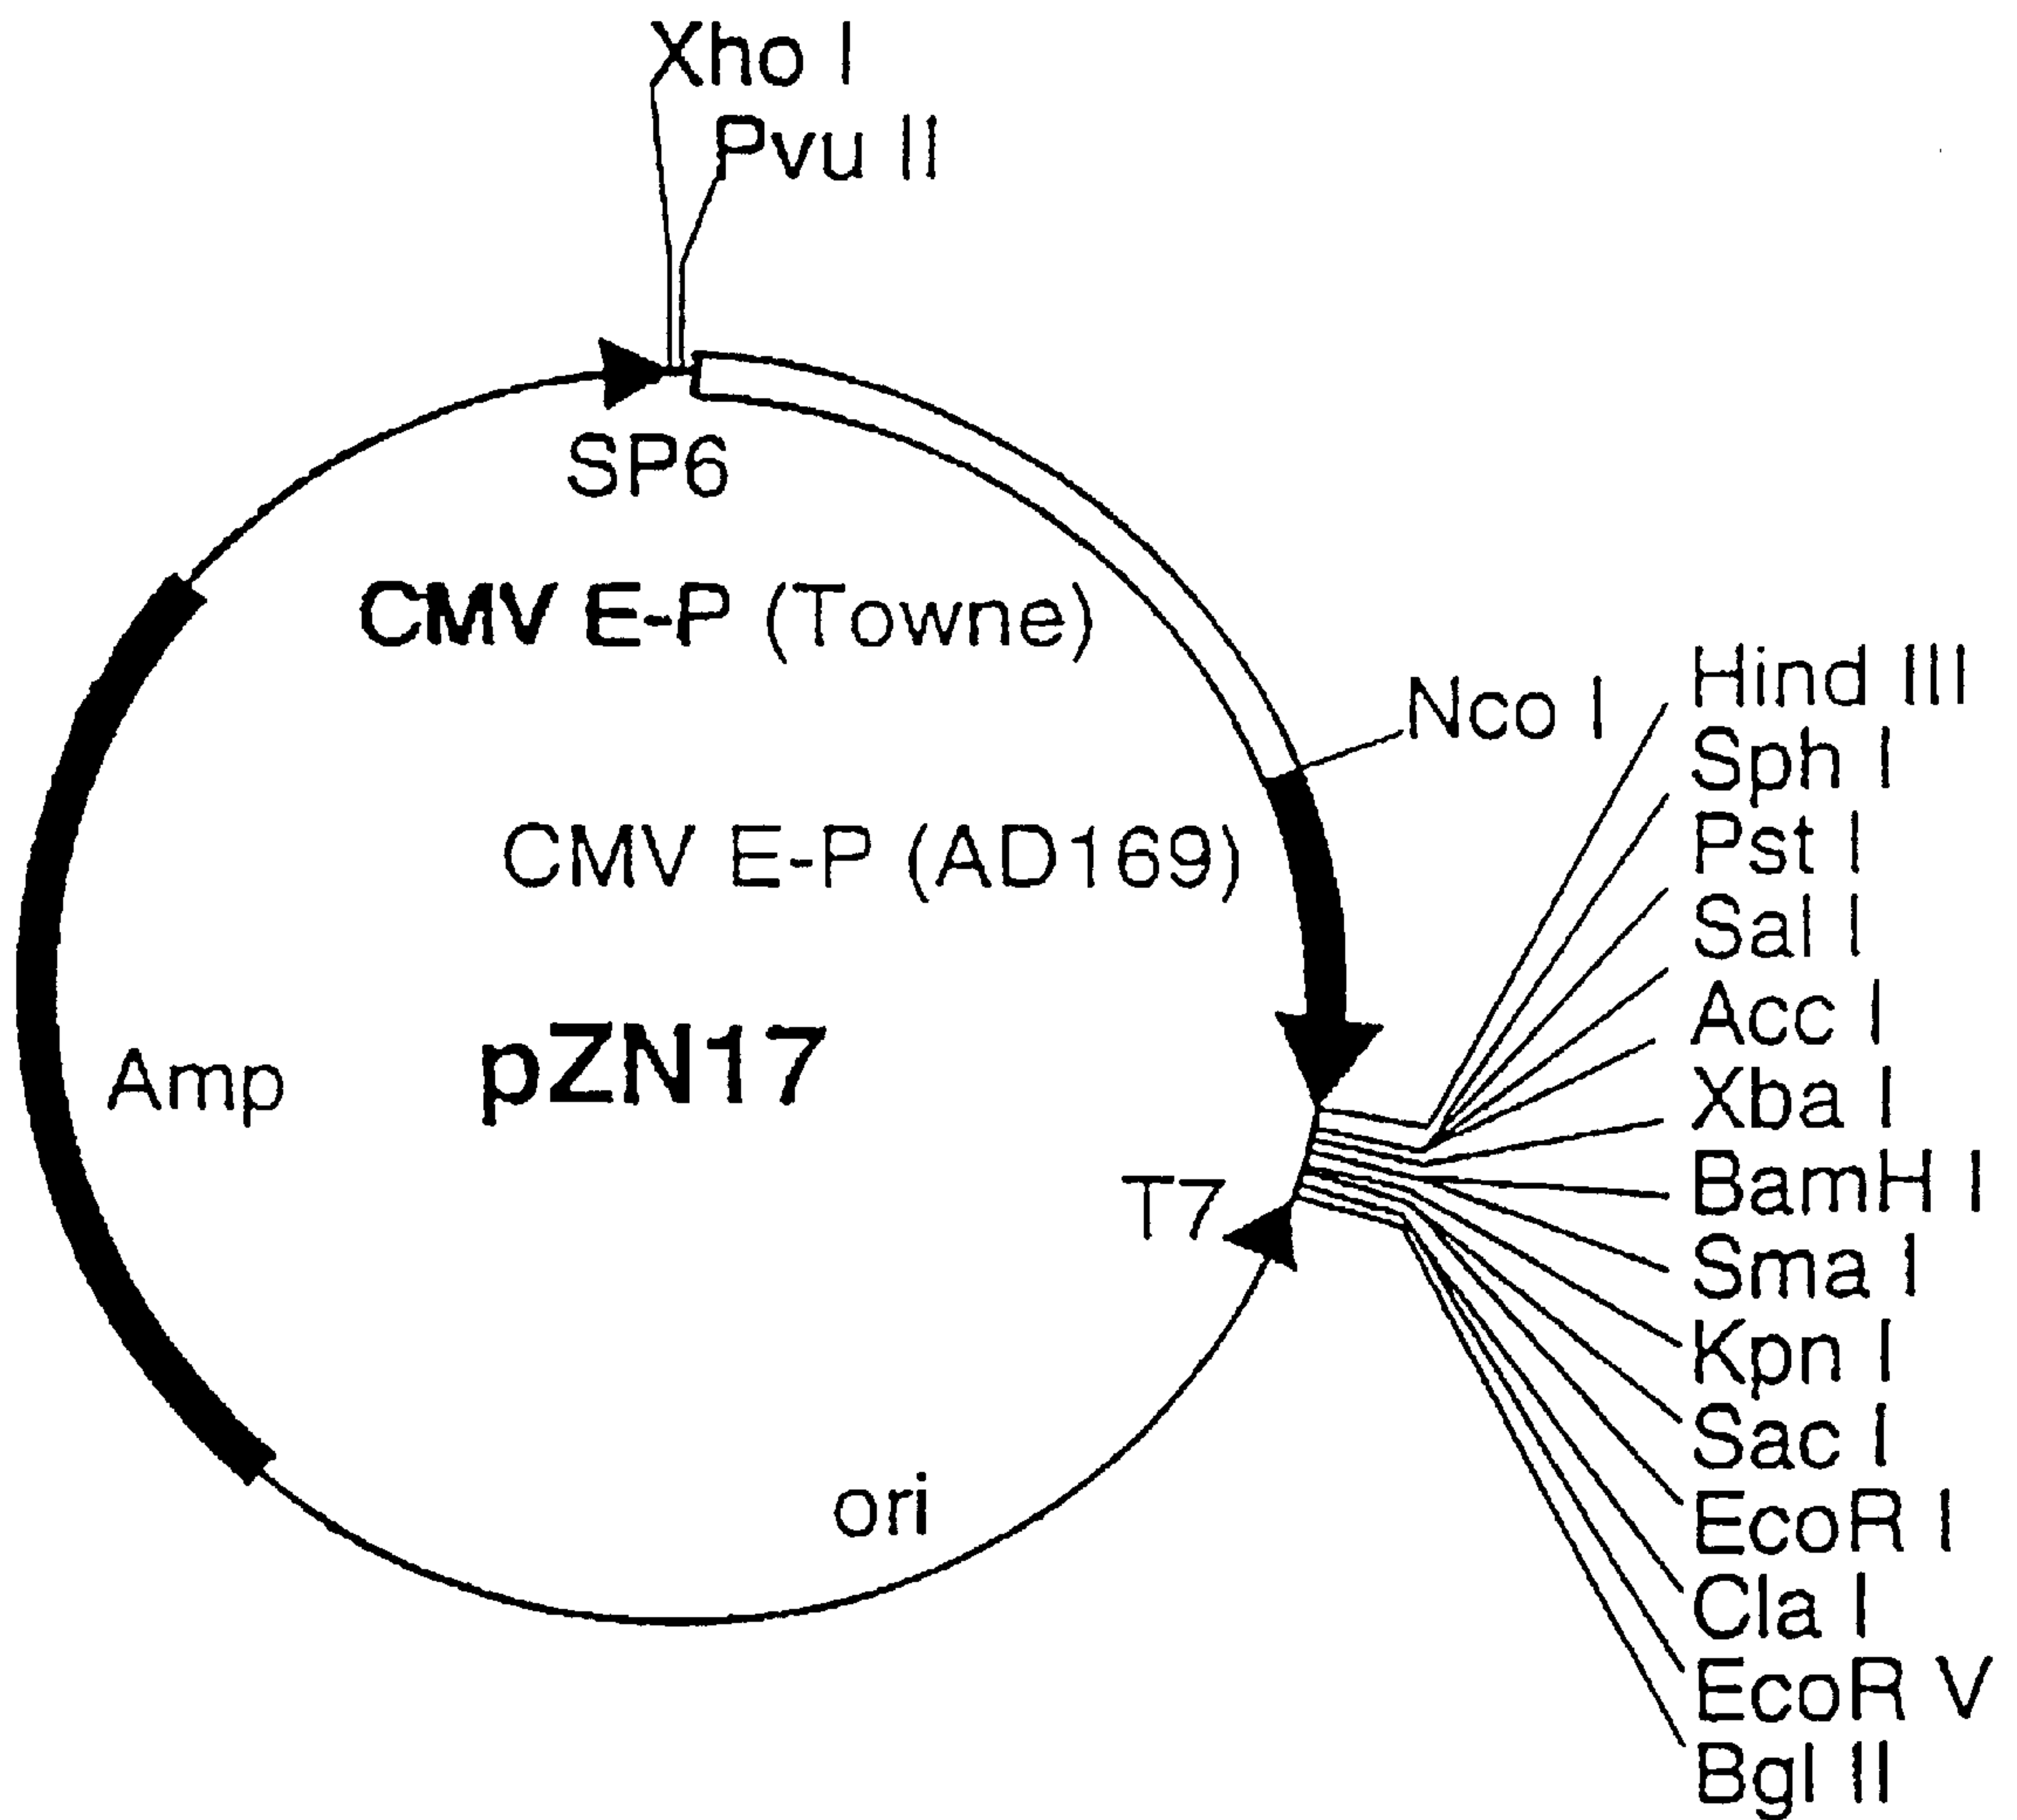 Xho I
Pvu II
SP6
CMV E-P (Towne)
Nco I
Hind III
Sph I
Pst I
Sal I
Acc I
Xba I
BamH I
Sma I
Kpn I
Sac I
EcoR I
Cla I
EcoR V
Bgl II
CMV E-P (AD169)
pZN17
Amp
T7
ori